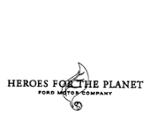 HEROES FOR THE PLANET
FORD MOTOR COMPANY